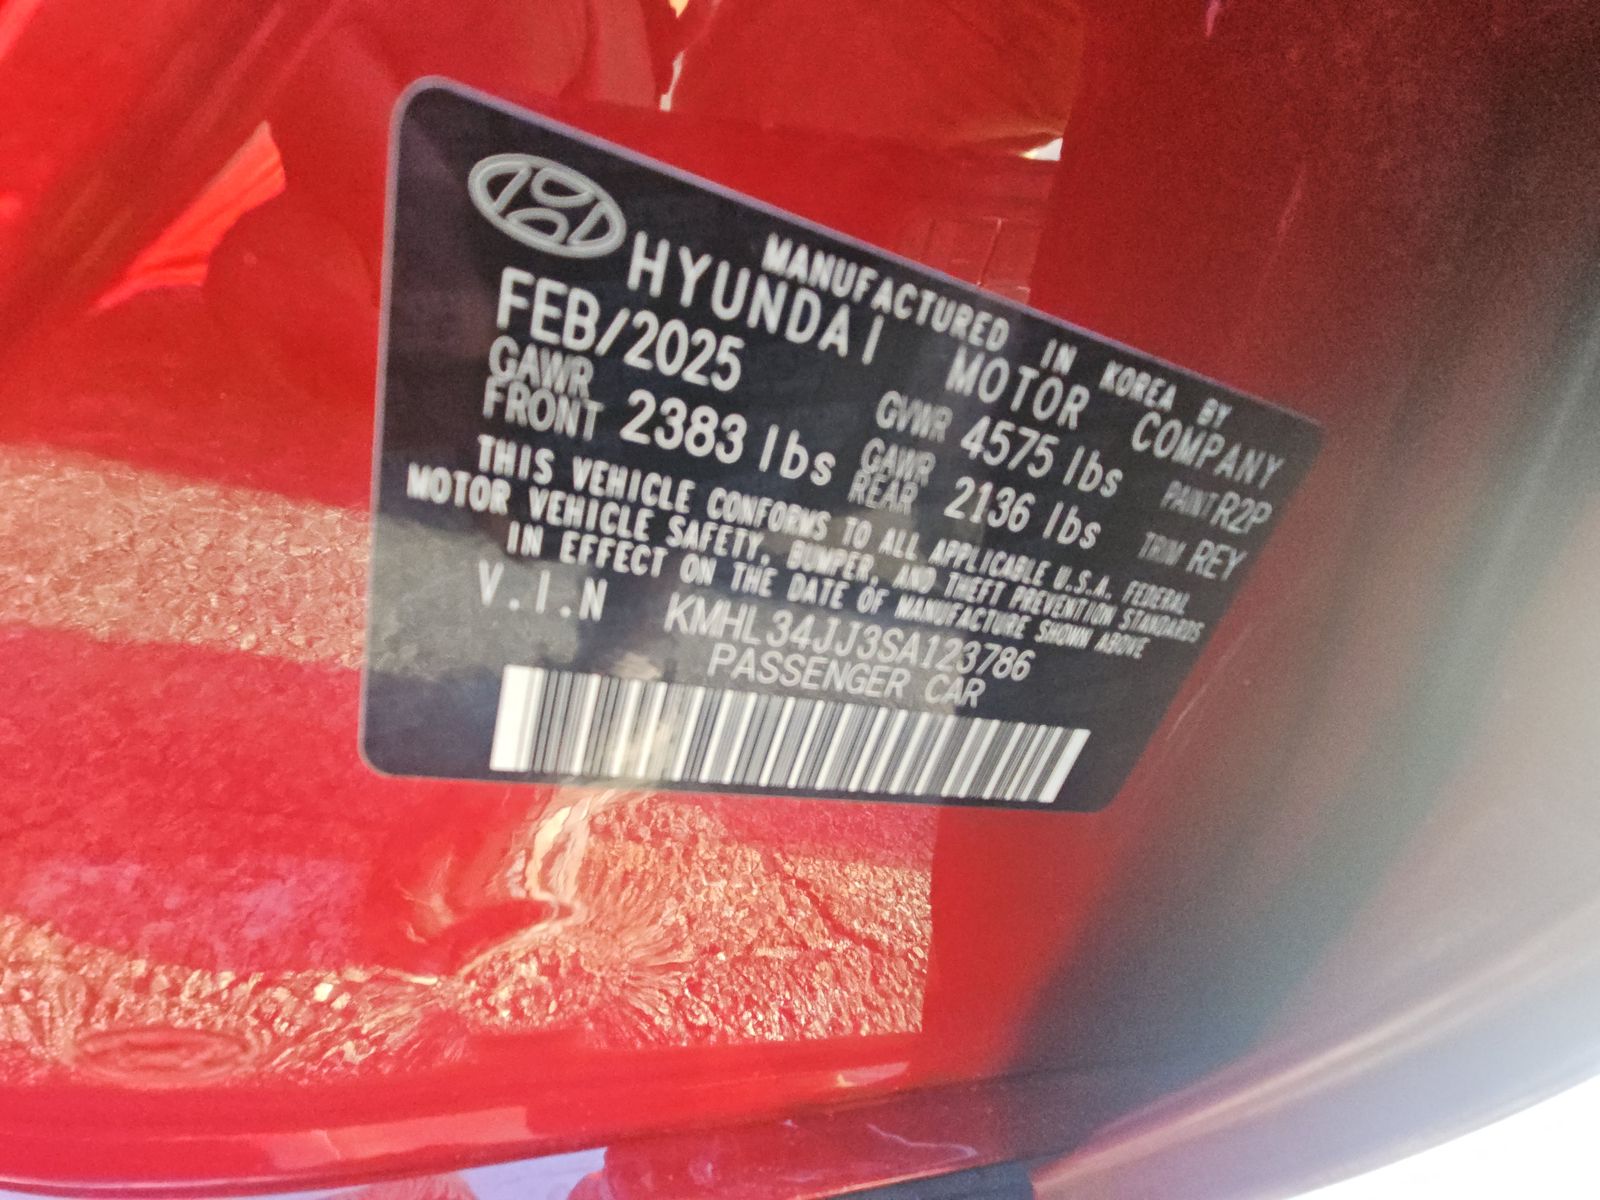 MANUFACTURED IN KOREA BY
HYUNDAI MOTOR COMPANY
FEB/2025 GVWR 4575 lbs PAINT R2P
GAWR FRONT 2383 lbs GAWR REAR 2136 lbs TRIM REY
THIS VEHICLE CONFORMS TO ALL APPLICABLE U.S.A. FEDERAL
MOTOR VEHICLE SAFETY, BUMPER, AND THEFT PREVENTION STANDARDS
IN EFFECT ON THE DATE OF MANUFACTURE SHOWN ABOVE
V.I.N KMHL34JJ3SA123786
PASSENGER CAR